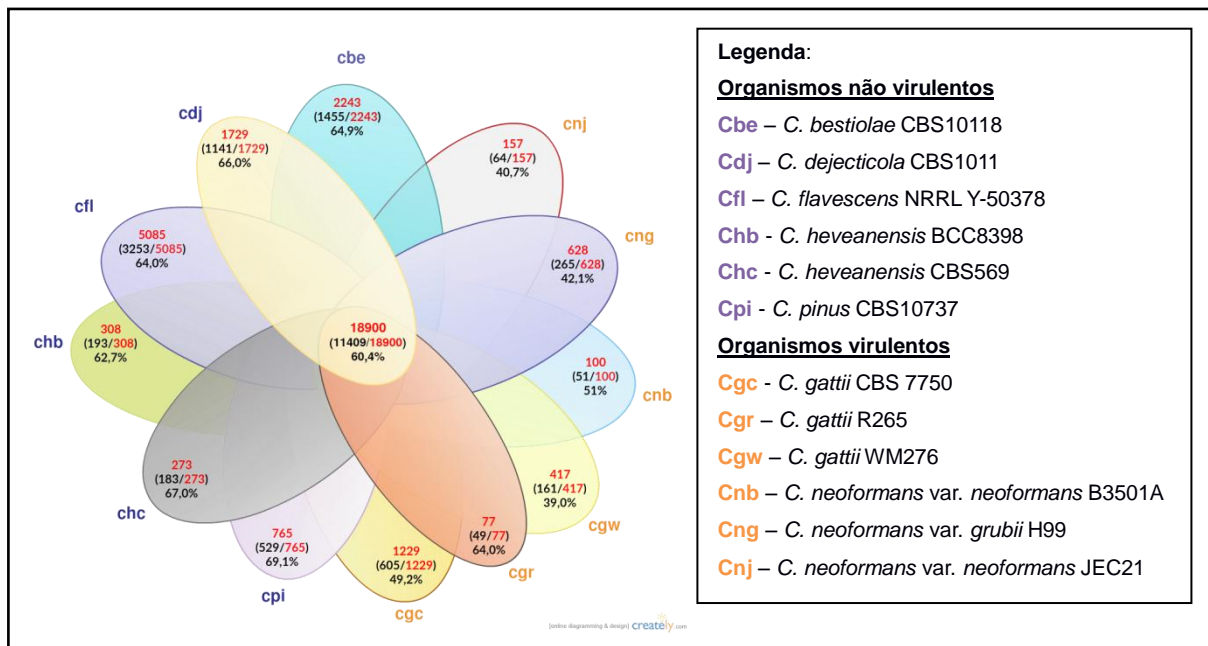 cbe
2243
(1455/2243)
64,9%
cdj
1729
(1141/1729)
66,0%
cnj
157
(64/157)
40,7%
cfl
5085
(3253/5085)
64,0%
cng
628
(265/628)
42,1%
chb
308
(193/308)
62,7%
18900
(11409/18900)
60,4%
cnb
100
(51/100)
51%
chc
273
(183/273)
67,0%
cgw
417
(161/417)
39,0%
cpi
765
(529/765)
69,1%
cgc
1229
(605/1229)
49,2%
cgr
77
(49/77)
64,0%
[online diagramming & design] creately.com
Legenda:
Organismos não virulentos
Cbe – C. bestiolae CBS10118
Cdj – C. dejecticola CBS1011
Cfl – C. flavescens NRRL Y-50378
Chb - C. heveanensis BCC8398
Chc - C. heveanensis CBS569
Cpi - C. pinus CBS10737
Organismos virulentos
Cgc - C. gattii CBS 7750
Cgr – C. gattii R265
Cgw – C. gattii WM276
Cnb – C. neoformans var. neoformans B3501A
Cng – C. neoformans var. grubii H99
Cnj – C. neoformans var. neoformans JEC21